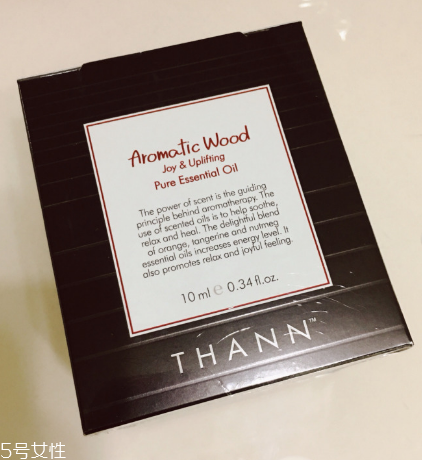 Aromatic Wood
Joy & Uplifting
Pure Essential Oil
The power of scent is the guiding
principle behind aromatherapy. The
use of scented oils is to help soothe,
relax and heal. The delightful blend
of orange, tangerine and nutmeg
essential oils increases energy level. It
also promotes relax and joyful feeling.
10 ml ℮ 0.34 fl.oz.
THANN™
5号女性